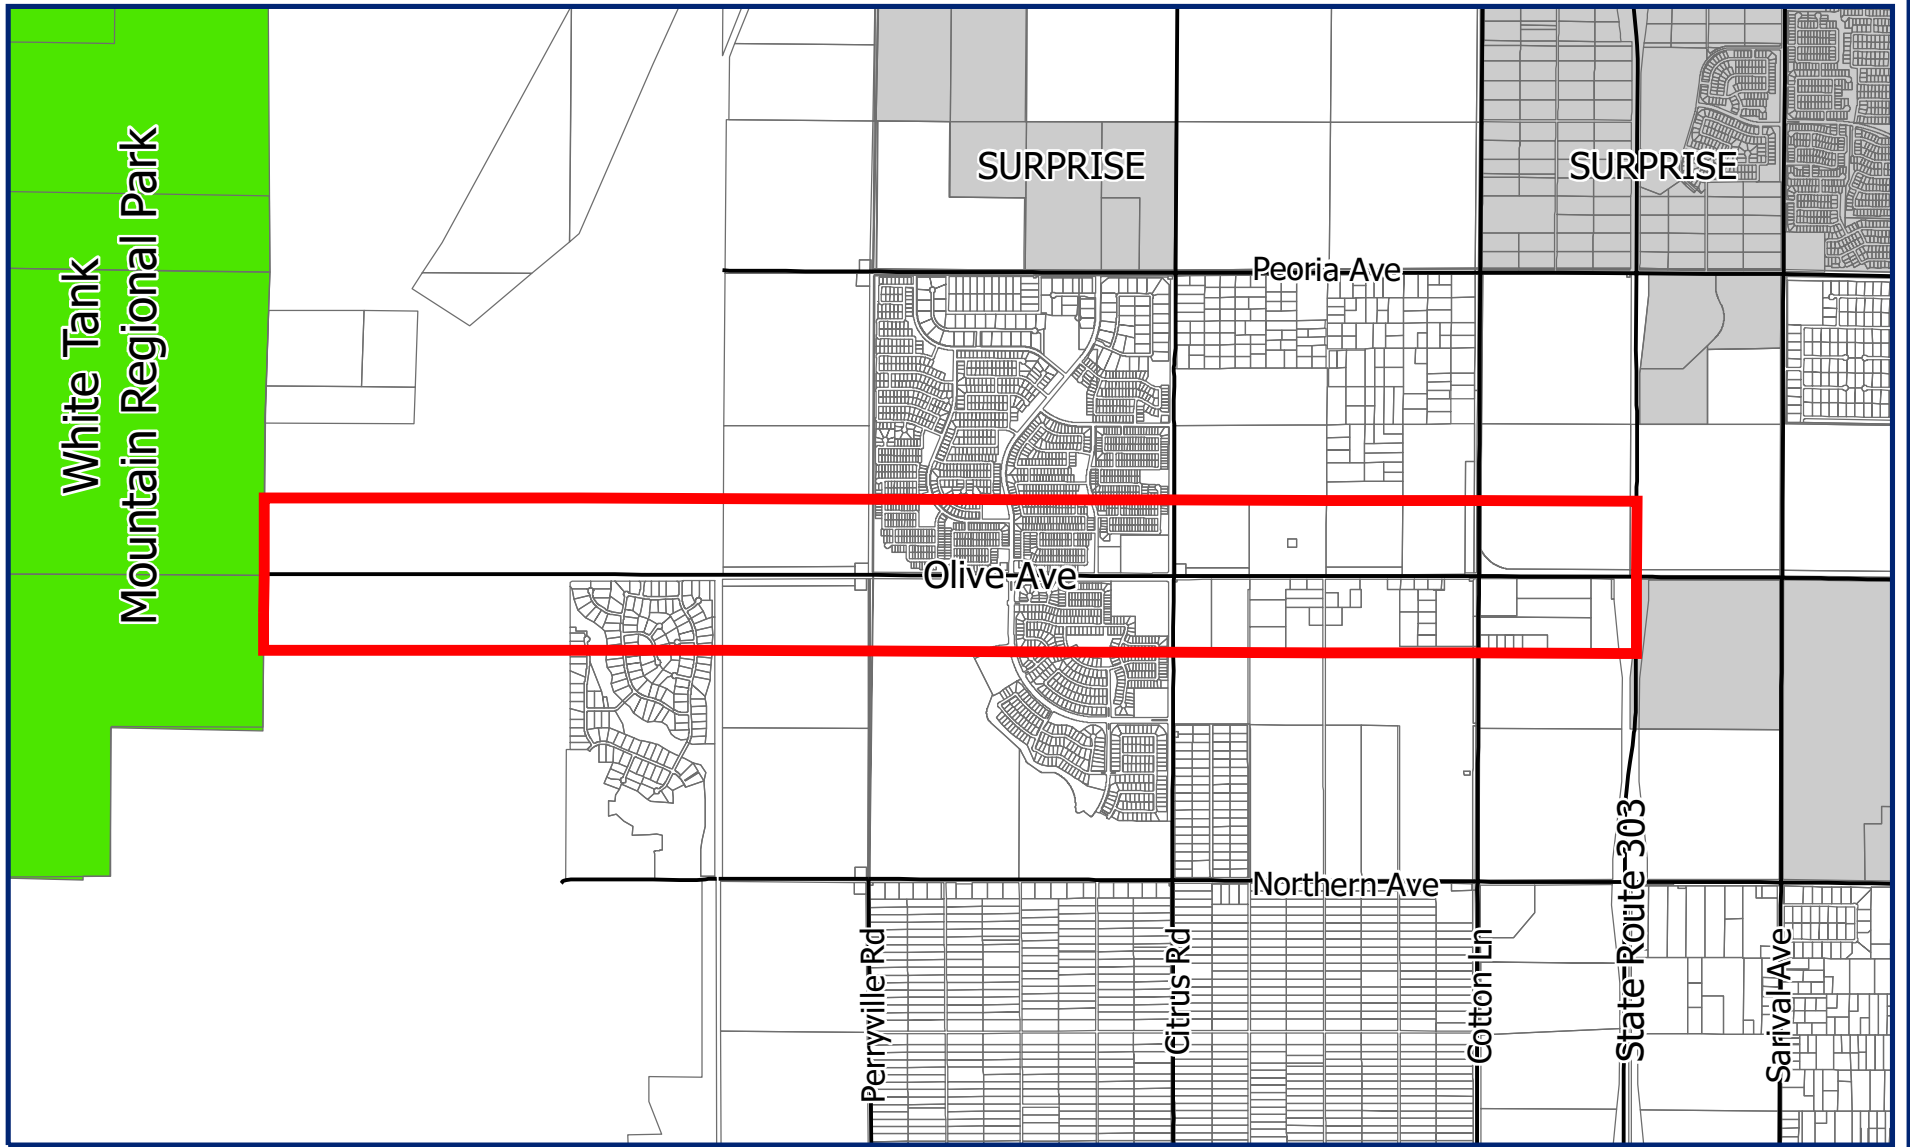 SURPRISE
SURPRISE
White Tank
Mountain Regional Park
Peoria Ave
Olive Ave
Northern Ave
Perryville Rd
Citrus Rd
Cotton Ln
State Route 303
Sarival Ave